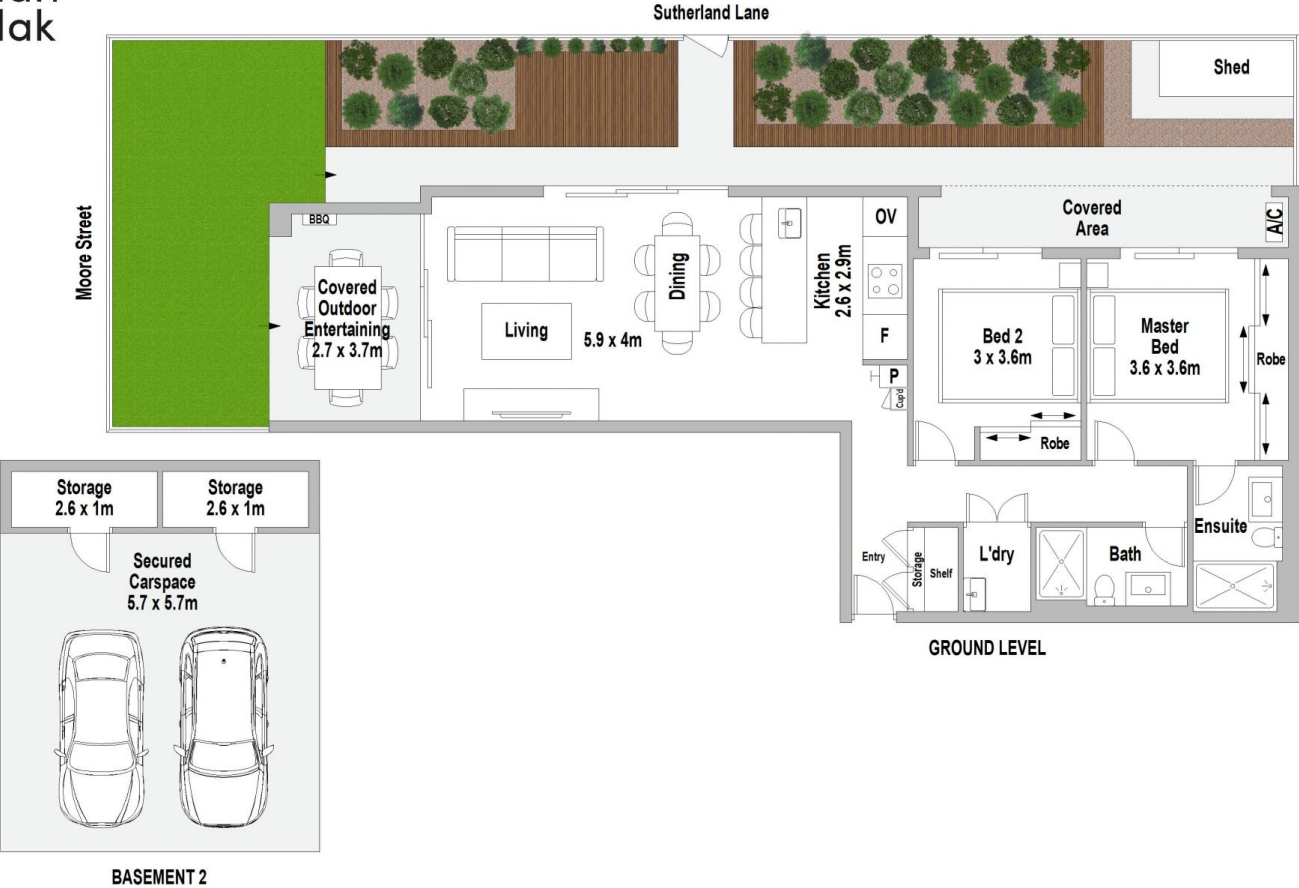 lak
Sutherland Lane
Shed
Moore Street
BBQ
Covered
Outdoor
Entertaining
2.7 x 3.7m
Living
5.9 x 4m
Dining
Kitchen
2.6 x 2.9m
OV
F
P
Cup'd
Covered
Area
A/C
Bed 2
3 x 3.6m
Robe
Master
Bed
3.6 x 3.6m
Robe
Ensuite
Bath
L'dry
Entry
Storage
Shelf
GROUND LEVEL
Storage
2.6 x 1m
Storage
2.6 x 1m
Secured
Carspace
5.7 x 5.7m
BASEMENT 2